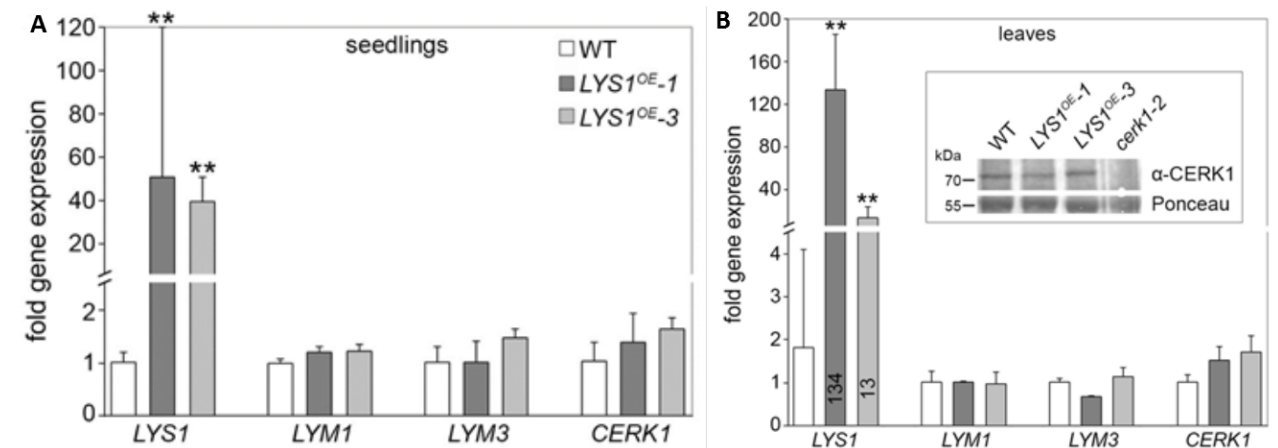 A
seedlings
WT
LYS1OE-1
LYS1OE-3
**
**
fold gene expression
120
100
80
60
40
20
2
1
0
LYS1 LYM1 LYM3 CERK1
B
leaves
**
**
fold gene expression
200
160
120
80
40
4
3
2
1
0
134
13
WT LYS1OE-1 LYS1OE-3 cerk1-2
kDa
70 α-CERK1
55 Ponceau
LYS1 LYM1 LYM3 CERK1